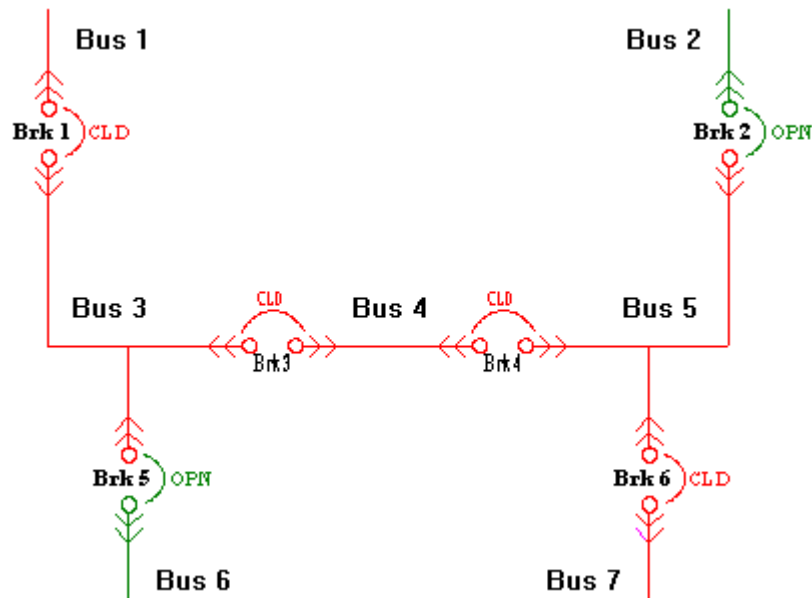 Bus 1
Bus 2
Brk 1
CLD
Brk 2
OPN
CLD
CLD
Bus 3
Bus 4
Bus 5
Brk3
Brk4
Brk 5
OPN
Brk 6
CLD
Bus 6
Bus 7